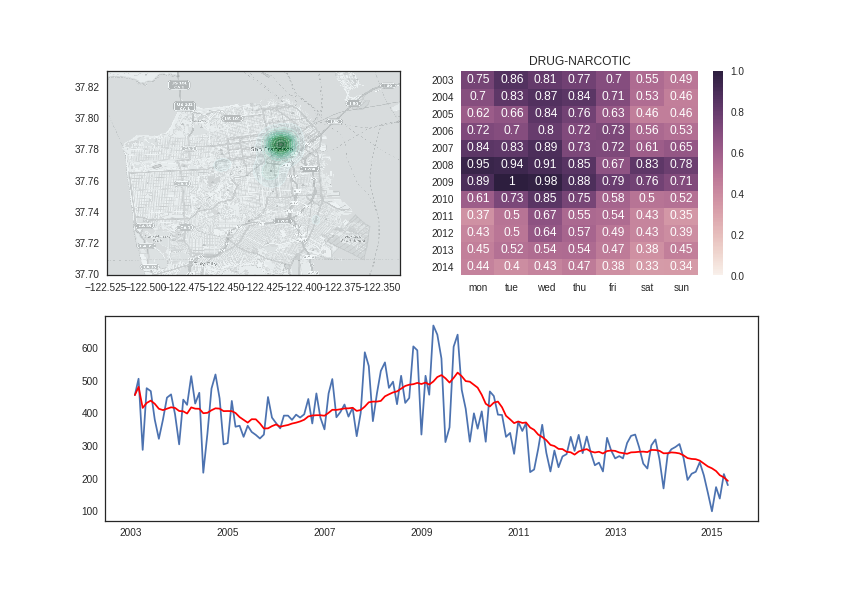 DRUG-NARCOTIC
37.82
37.80
37.78
37.76
37.74
37.72
37.70
−122.525−122.500−122.475−122.450−122.425−122.400−122.375−122.350
2003 0.75 0.86 0.81 0.77 0.7 0.55 0.49
2004 0.7 0.83 0.87 0.84 0.71 0.53 0.46
2005 0.62 0.66 0.84 0.76 0.63 0.46 0.46
2006 0.72 0.7 0.8 0.72 0.73 0.56 0.53
2007 0.84 0.83 0.89 0.73 0.72 0.61 0.65
2008 0.95 0.94 0.91 0.85 0.67 0.83 0.78
2009 0.89 1 0.98 0.88 0.79 0.76 0.71
2010 0.61 0.73 0.85 0.75 0.58 0.5 0.52
2011 0.37 0.5 0.67 0.55 0.54 0.43 0.35
2012 0.43 0.5 0.64 0.57 0.49 0.43 0.39
2013 0.45 0.52 0.54 0.54 0.47 0.38 0.45
2014 0.44 0.4 0.43 0.47 0.38 0.33 0.34
mon tue wed thu fri sat sun
1.0
0.8
0.6
0.4
0.2
0.0
600
500
400
300
200
100
2003 2005 2007 2009 2011 2013 2015